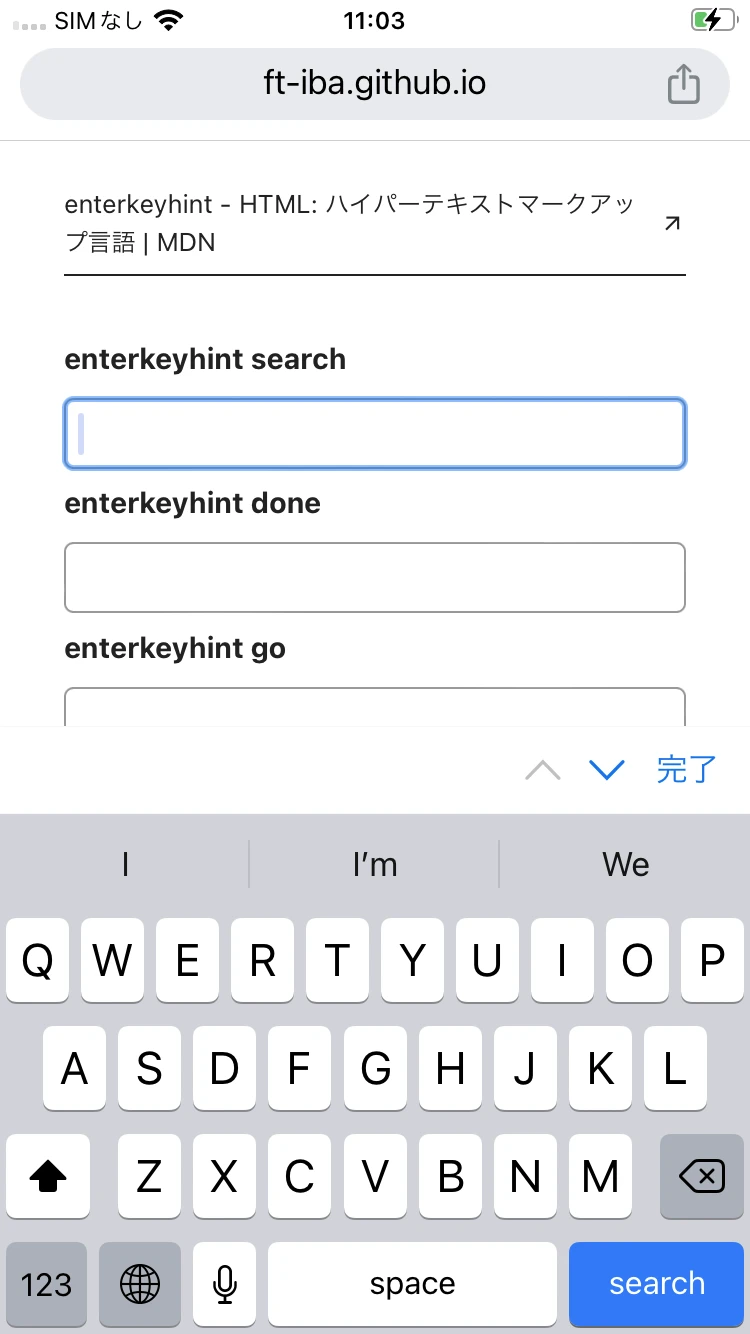 SIMなし 11:03
ft-iba.github.io
enterkeyhint - HTML: ハイパーテキストマークアッ
プ言語 | MDN
enterkeyhint search
enterkeyhint done
enterkeyhint go
完了
I I’m We
Q W E R T Y U I O P
A S D F G H J K L
Z X C V B N M
123 space search